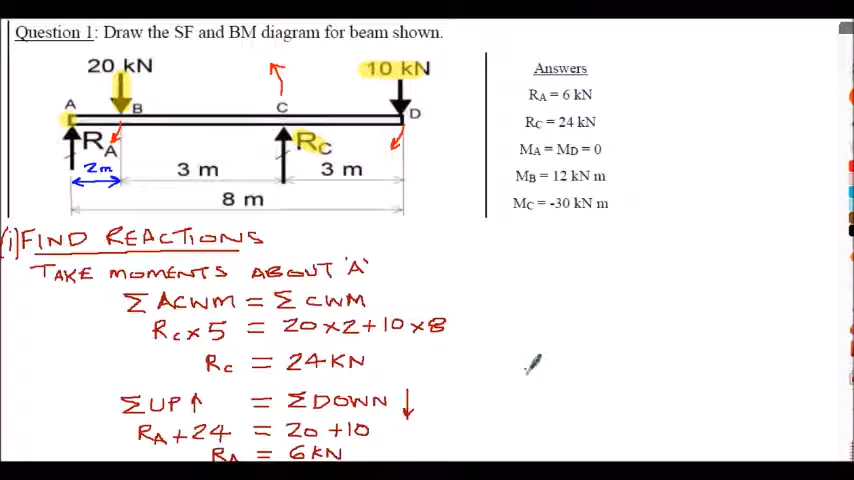 Question 1: Draw the SF and BM diagram for beam shown.
20 kN
10 kN
A
B
C
D
RA
RC
2m
3 m
3 m
8 m
Answers
RA = 6 kN
RC = 24 kN
MA = MD = 0
MB = 12 kN m
MC = -30 kN m
(i) FIND REACTIONS
TAKE MOMENTS ABOUT 'A'
Σ ACWM = Σ CWM
Rc x 5 = 20 x 2 + 10 x 8
Rc = 24 KN
Σ UP ↑ = Σ DOWN ↓
RA + 24 = 20 + 10
RA = 6 KN